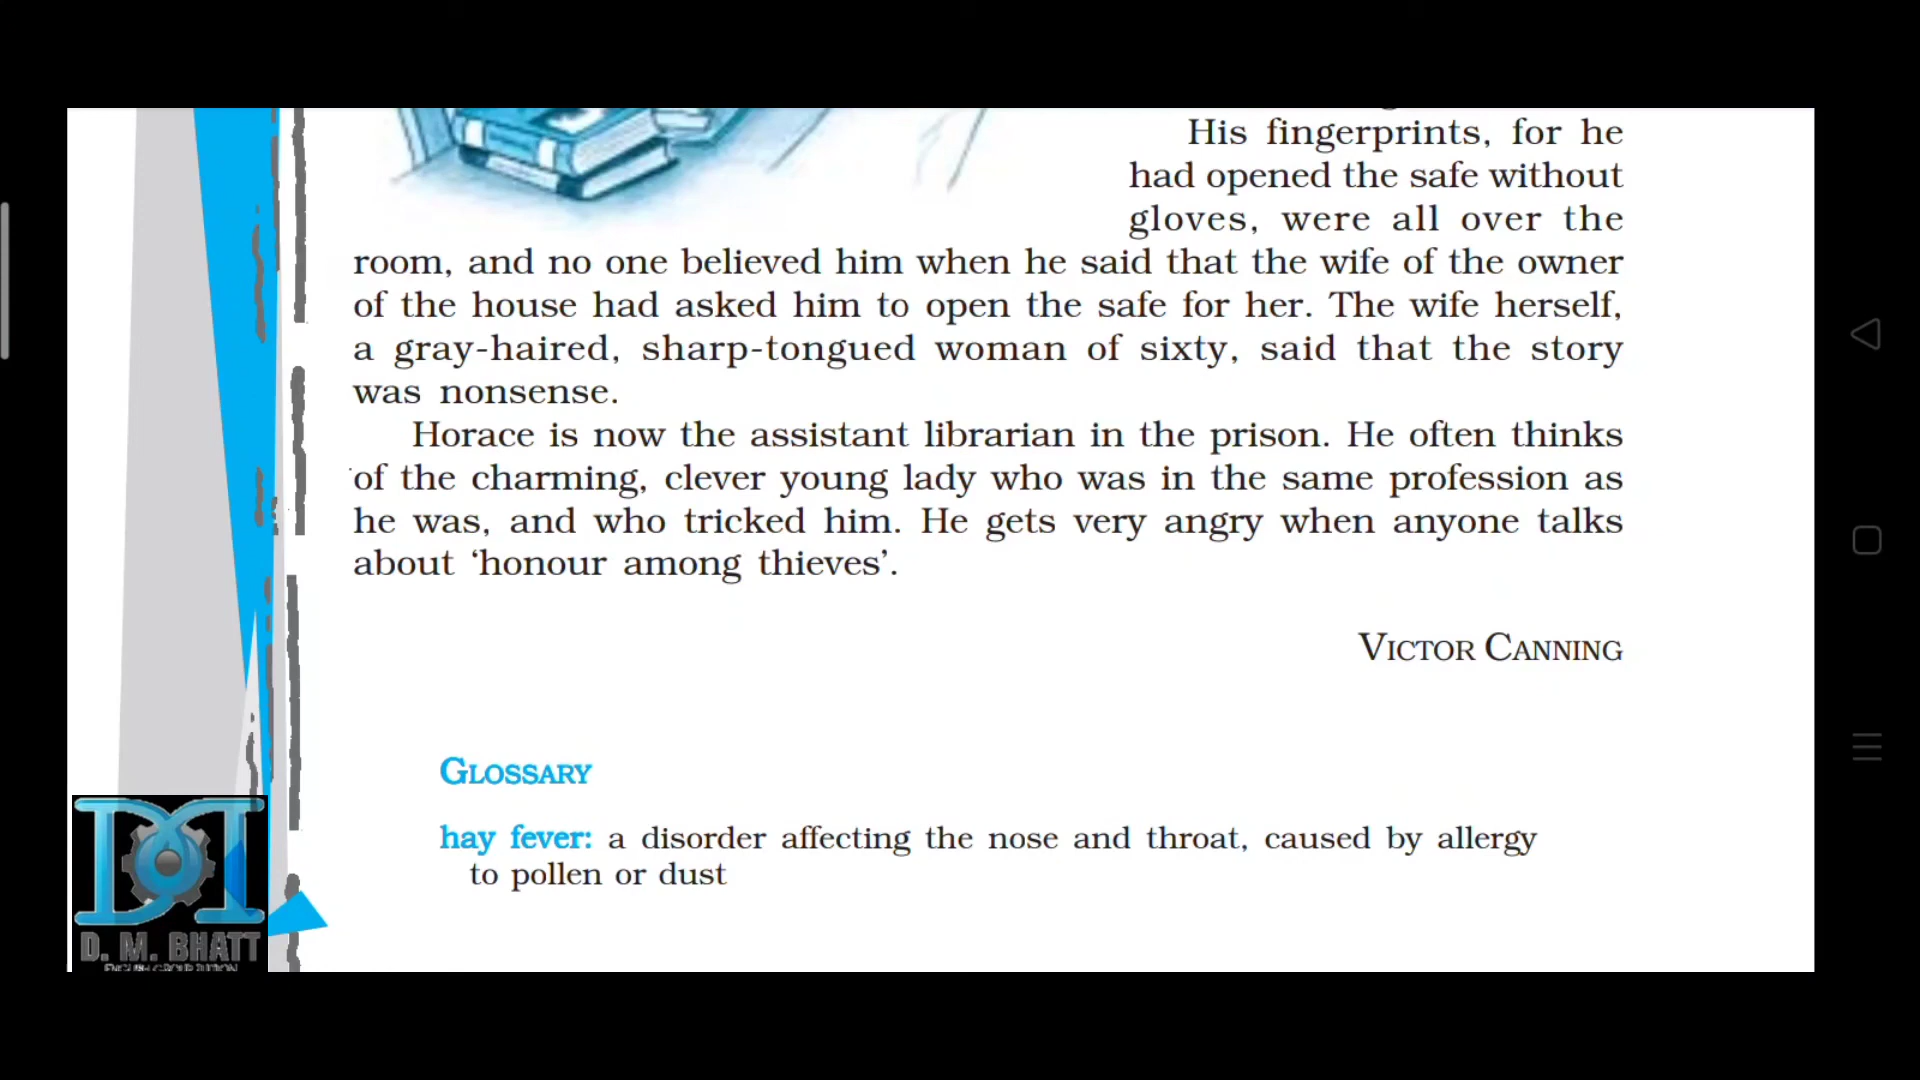 His fingerprints, for he
had opened the safe without
gloves, were all over the
room, and no one believed him when he said that the wife of the owner
of the house had asked him to open the safe for her. The wife herself,
a gray-haired, sharp-tongued woman of sixty, said that the story
was nonsense.
Horace is now the assistant librarian in the prison. He often thinks
of the charming, clever young lady who was in the same profession as
he was, and who tricked him. He gets very angry when anyone talks
about ‘honour among thieves’.
VICTOR CANNING
GLOSSARY
hay fever: a disorder affecting the nose and throat, caused by allergy
to pollen or dust
D. M. BHATT